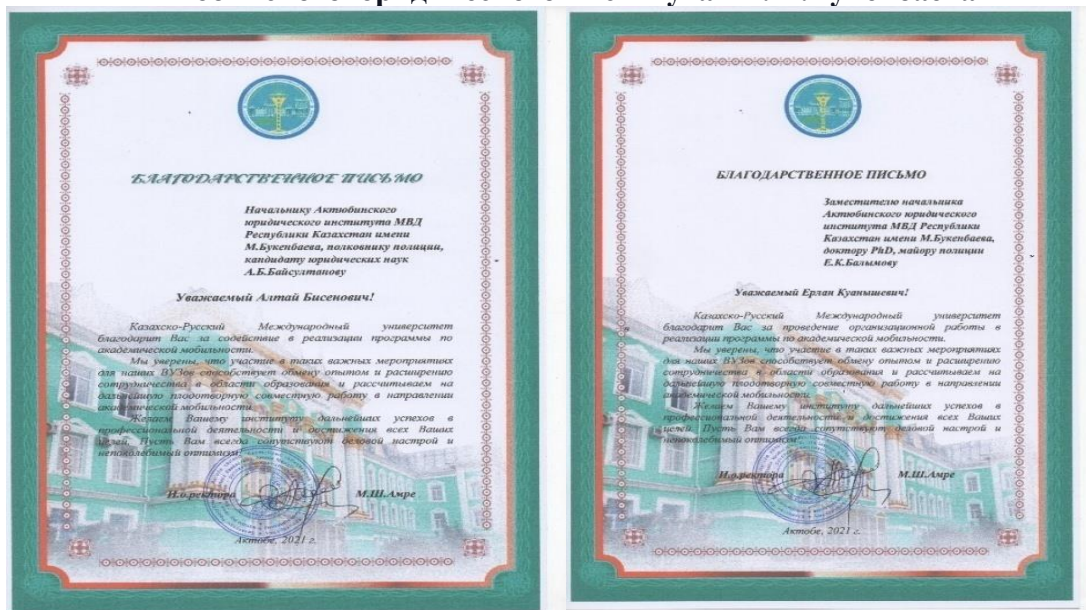 БЛАГОДАРСТВЕННОЕ ПИСЬМО
Начальнику Актюбинского
юридического института МВД
Республики Казахстан имени
М.Букенбаева, полковнику полиции,
кандидату юридических наук
А.Б.Байсултанову
Уважаемый Алтай Бисенович!
Казахско-Русский Международный университет
благодарит Вас за содействие в реализации программы по
академической мобильности.
Мы уверены, что участие в таких важных мероприятиях
для наших ВУЗов способствует обмену опытом и расширению
сотрудничества в области образования и рассчитываем на
дальнейшую плодотворную совместную работу в направлении
академической мобильности.
Желаем Вашему институту дальнейших успехов в
профессиональной деятельности и достижения всех Ваших
целей. Пусть Вам всегда сопутствуют деловой настрой и
непоколебимый оптимизм!
И.о.ректора М.Ш.Амре
Актобе, 2021 г.
БЛАГОДАРСТВЕННОЕ ПИСЬМО
Заместителю начальника
Актюбинского юридического
института МВД Республики
Казахстан имени М.Букенбаева,
доктору PhD, майору полиции
Е.К.Балымову
Уважаемый Ерлан Куанышевич!
Казахско-Русский Международный университет
благодарит Вас за проведение организационной работы в
реализации программы по академической мобильности.
Мы уверены, что участие в таких важных мероприятиях
для наших ВУЗов способствует обмену опытом и расширению
сотрудничества в области образования и рассчитываем на
дальнейшую плодотворную совместную работу в направлении
академической мобильности.
Желаем Вашему институту дальнейших успехов в
профессиональной деятельности и достижения всех Ваших
целей. Пусть Вам всегда сопутствуют деловой настрой и
непоколебимый оптимизм!
И.о.ректора М.Ш.Амре
Актобе, 2021 г.